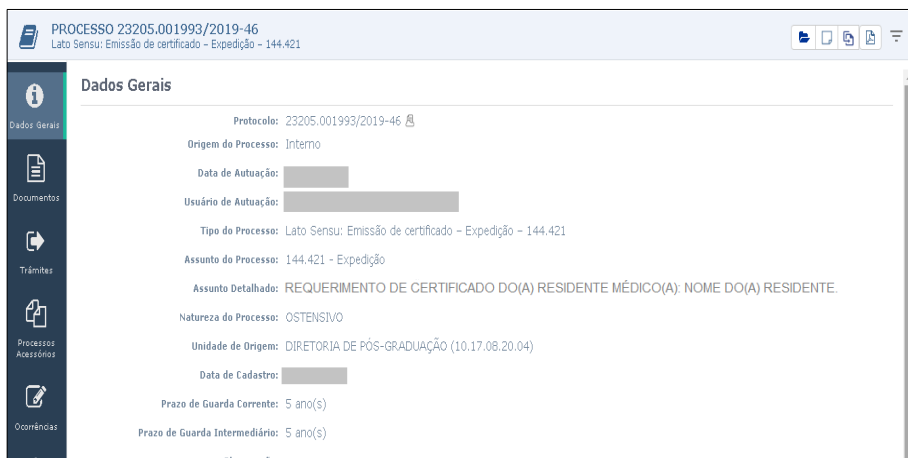 PROCESSO 23205.001993/2019-46
Lato Sensu: Emissão de certificado - Expedição - 144.421
Dados Gerais
Dados Gerais
Protocolo: 23205.001993/2019-46
Origem do Processo: Interno
Data de Autuação:
Documentos
Usuário de Autuação:
Tipo do Processo: Lato Sensu: Emissão de certificado - Expedição - 144.421
Assunto do Processo: 144.421 - Expedição
Trâmites
Assunto Detalhado: REQUERIMENTO DE CERTIFICADO DO(A) RESIDENTE MÉDICO(A): NOME DO(A) RESIDENTE.
Natureza do Processo: OSTENSIVO
Processos
Acessórios
Unidade de Origem: DIRETORIA DE PÓS-GRADUAÇÃO (10.17.08.20.04)
Data de Cadastro:
Prazo de Guarda Corrente: 5 ano(s)
Ocorrências
Prazo de Guarda Intermediário: 5 ano(s)